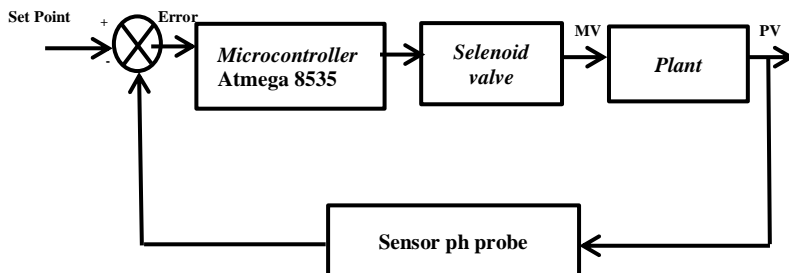 Set Point
+
-
Error
Microcontroller
Atmega 8535
Selenoid
valve
MV
Plant
PV
Sensor ph probe